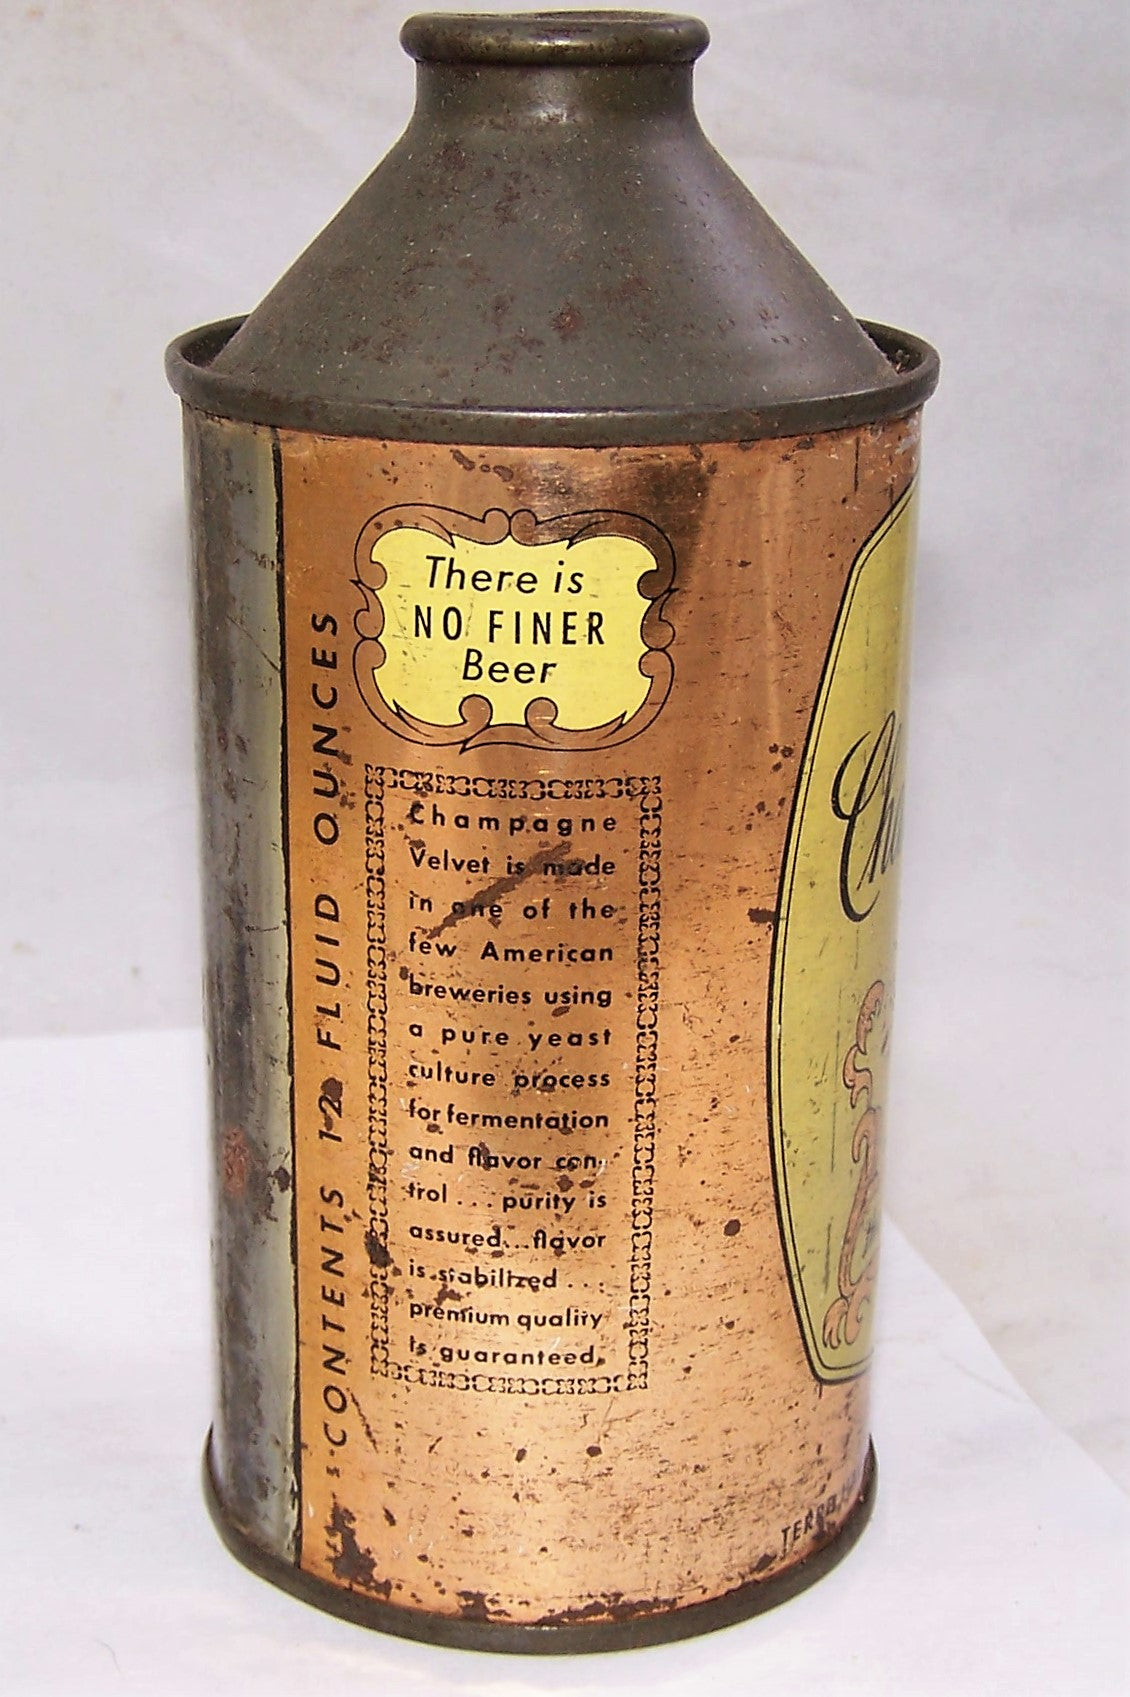 There is
NO FINER
Beer
CONTENTS 12 FLUID OUNCES
Champagne
Velvet is made
in one of the
few American
breweries using
a pure yeast
culture process
for fermentation
and flavor con-
trol... purity is
assured...flavor
is stabilized...
premium quality
is guaranteed.